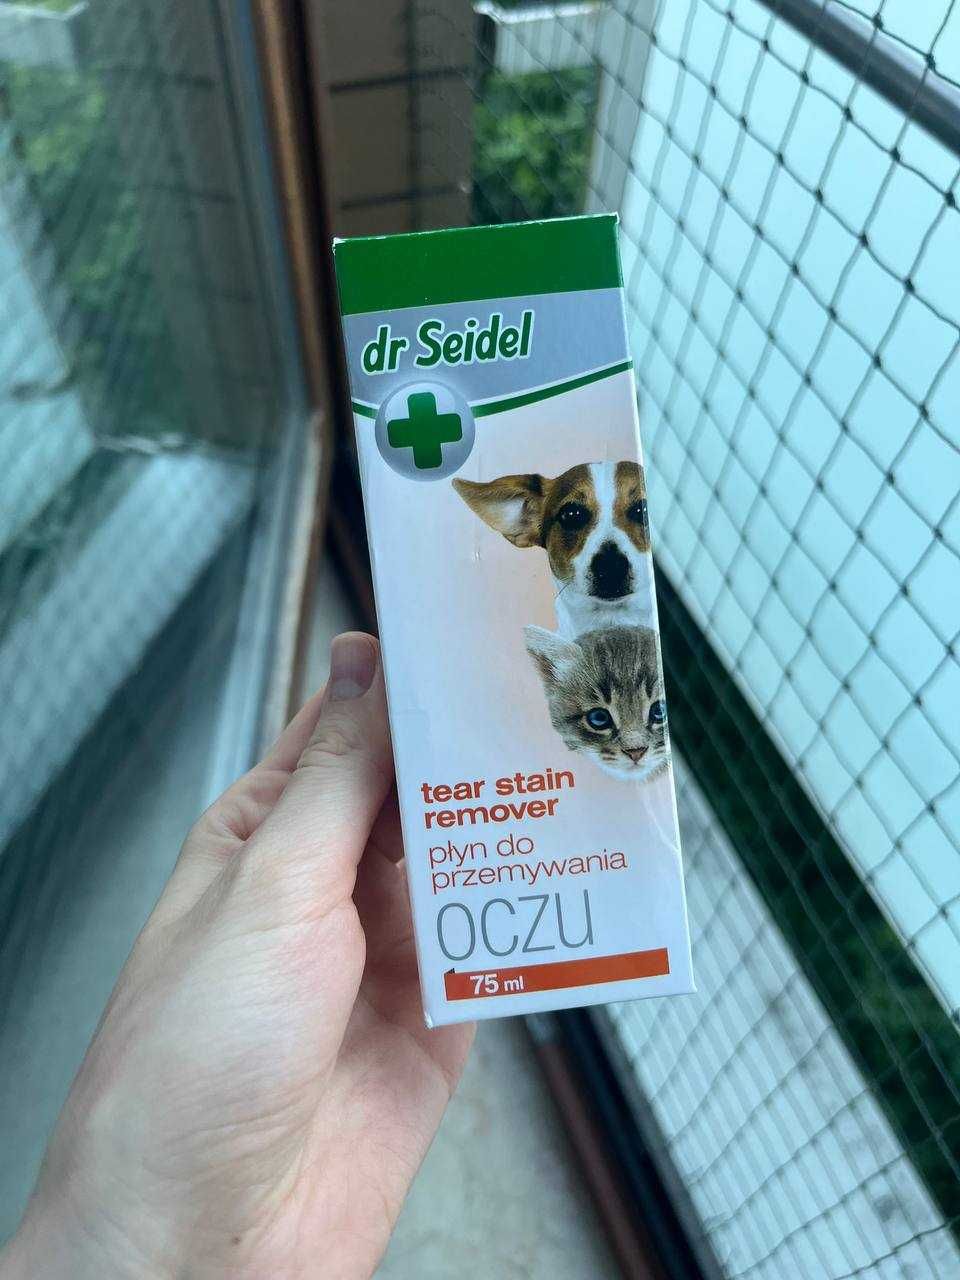 dr Seidel
tear stain
remover
płyn do
przemywania
oczu
75 ml